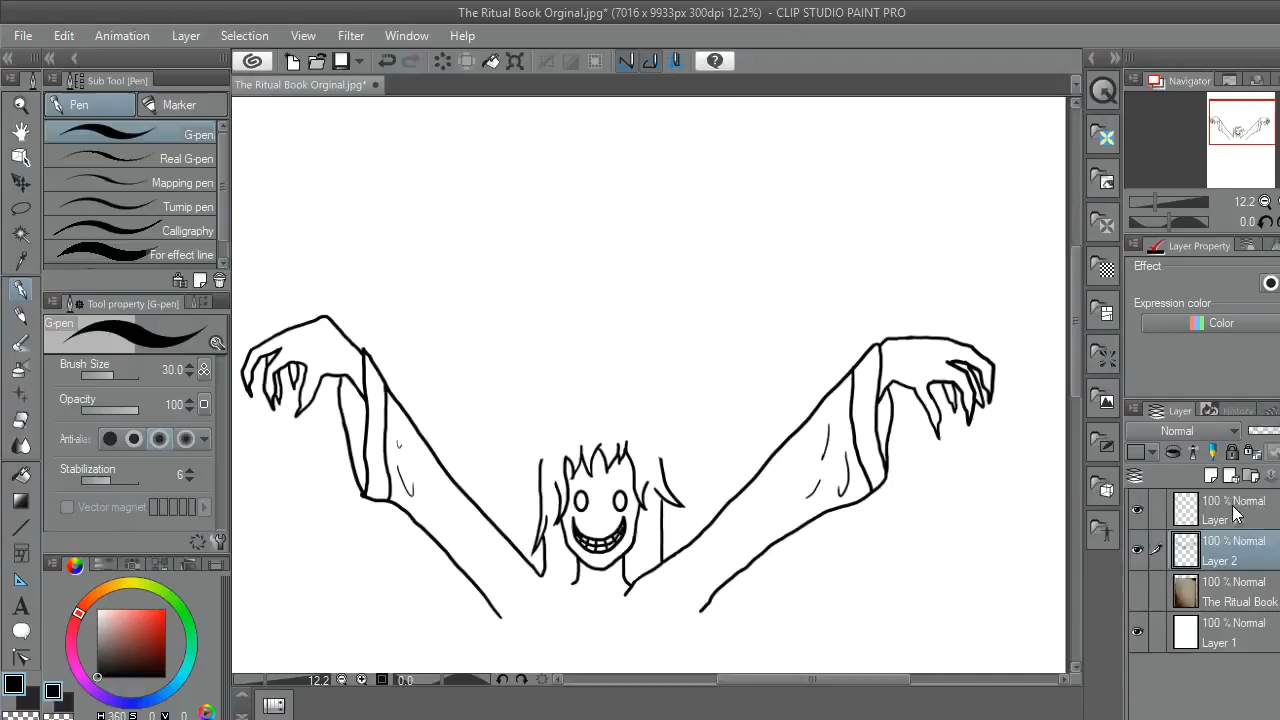 The Ritual Book Orginal.jpg* (7016 x 9933px 300dpi 12.2%) - CLIP STUDIO PAINT PRO
File Edit Animation Layer Selection View Filter Window Help
Sub Tool [Pen]
The Ritual Book Orginal.jpg*
Navigator
Pen Marker
G-pen
Real G-pen
Mapping pen
Turnip pen
Calligraphy
For effect line
12.2
0.0
Layer Property
Effect
Tool property [G-pen]
Expression color
G-pen
Color
Brush Size 30.0
Opacity 100
Layer History
Normal
Anti-alias
Stabilization 6
Vector magnet
100 % Normal
Layer
100 % Normal
Layer 2
100 % Normal
The Ritual Book
100 % Normal
Layer 1
12.2 0.0
H 360 S 0 V 0